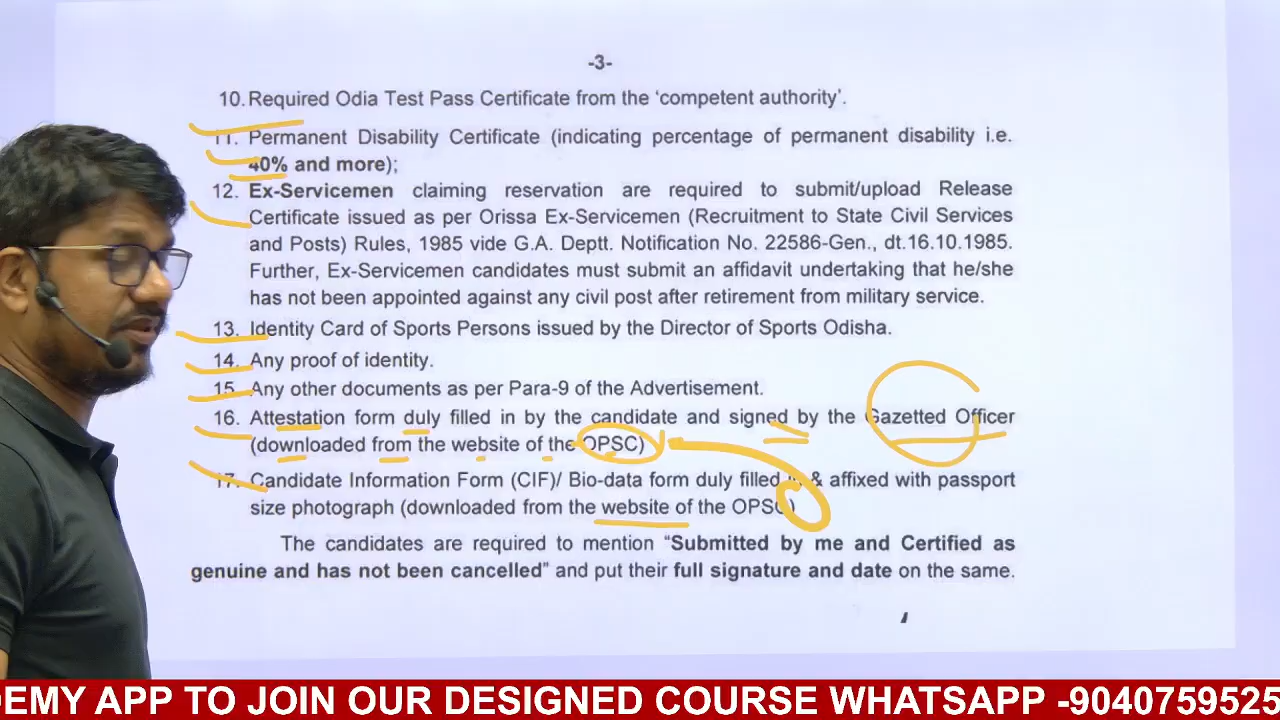 -3-
10. Required Odia Test Pass Certificate from the ‘competent authority’.
11. Permanent Disability Certificate (indicating percentage of permanent disability i.e.
40% and more);
12. Ex-Servicemen claiming reservation are required to submit/upload Release
Certificate issued as per Orissa Ex-Servicemen (Recruitment to State Civil Services
and Posts) Rules, 1985 vide G.A. Deptt. Notification No. 22586-Gen., dt.16.10.1985.
Further, Ex-Servicemen candidates must submit an affidavit undertaking that he/she
has not been appointed against any civil post after retirement from military service.
13. Identity Card of Sports Persons issued by the Director of Sports Odisha.
14. Any proof of identity.
15. Any other documents as per Para-9 of the Advertisement.
16. Attestation form duly filled in by the candidate and signed by the Gazetted Officer
(downloaded from the website of the OPSC)
17. Candidate Information Form (CIF)/ Bio-data form duly filled in & affixed with passport
size photograph (downloaded from the website of the OPSC)
The candidates are required to mention “Submitted by me and Certified as
genuine and has not been cancelled” and put their full signature and date on the same.
DEMY APP TO JOIN OUR DESIGNED COURSE WHATSAPP -9040759525